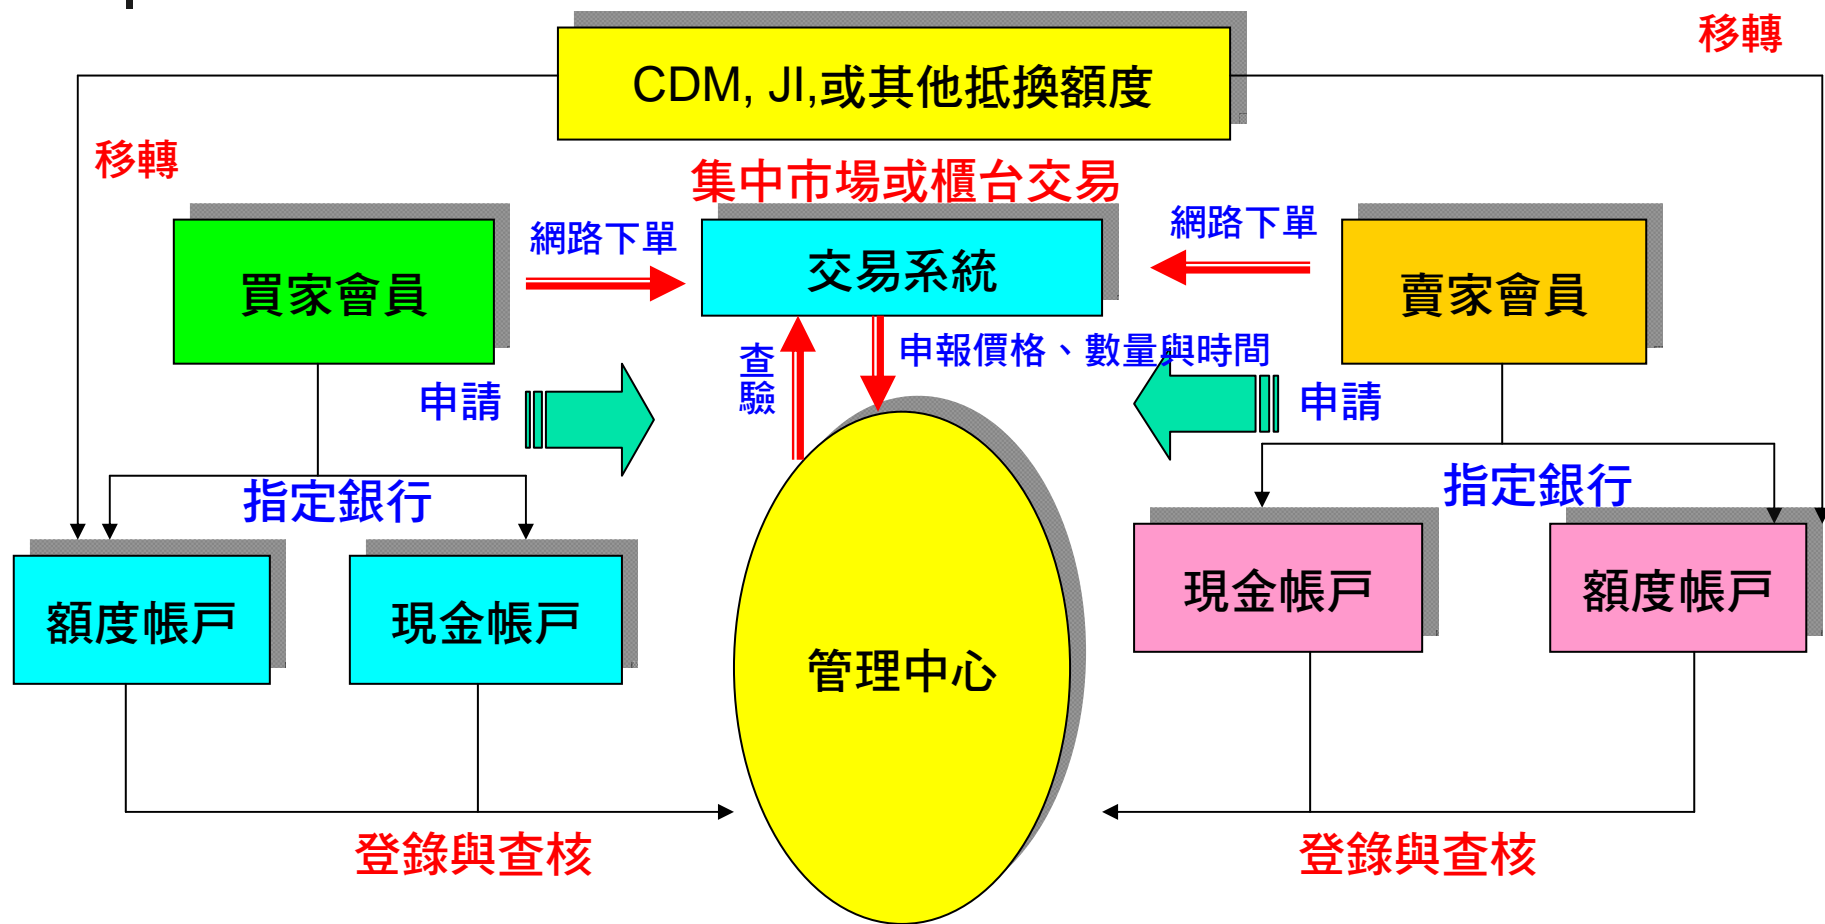 移轉
CDM, JI,或其他抵換額度
移轉
集中市場或櫃台交易
網路下單
網路下單
買家會員
交易系統
賣家會員
查驗
申報價格、數量與時間
申請
申請
指定銀行
指定銀行
額度帳戶
現金帳戶
現金帳戶
額度帳戶
管理中心
登錄與查核
登錄與查核